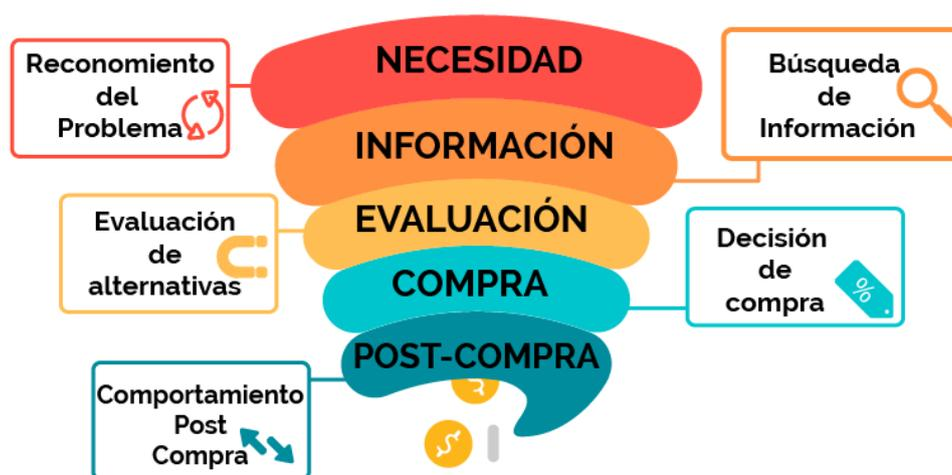 NECESIDAD
Reconomiento
del
Problema
Búsqueda
de
Información
INFORMACIÓN
EVALUACIÓN
Evaluación
de
alternativas
Decisión
de
compra
%
COMPRA
POST-COMPRA
Comportamiento
Post
Compra
$